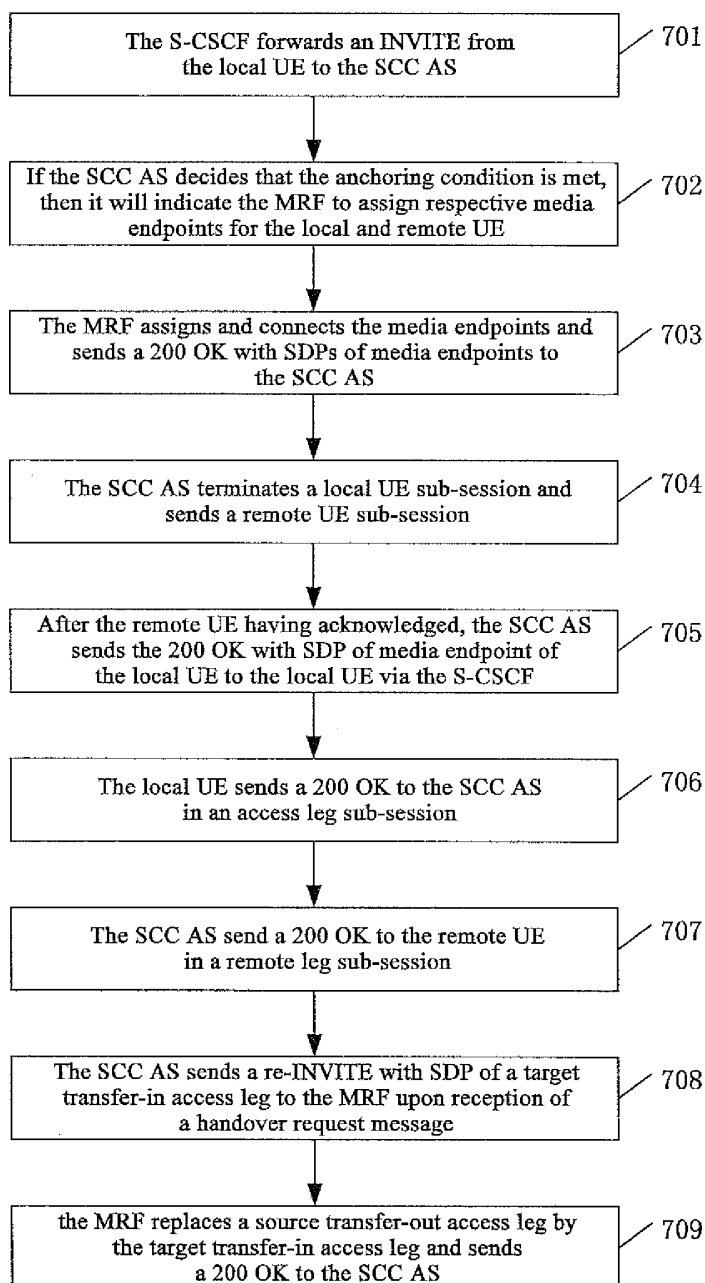 The S-CSCF forwards an INVITE from
the local UE to the SCC AS
701
If the SCC AS decides that the anchoring condition is met,
then it will indicate the MRF to assign respective media
endpoints for the local and remote UE
702
The MRF assigns and connects the media endpoints and
sends a 200 OK with SDPs of media endpoints to
the SCC AS
703
The SCC AS terminates a local UE sub-session and
sends a remote UE sub-session
704
After the remote UE having acknowledged, the SCC AS
sends the 200 OK with SDP of media endpoint of
the local UE to the local UE via the S-CSCF
705
The local UE sends a 200 OK to the SCC AS
in an access leg sub-session
706
The SCC AS send a 200 OK to the remote UE
in a remote leg sub-session
707
The SCC AS sends a re-INVITE with SDP of a target
transfer-in access leg to the MRF upon reception of
a handover request message
708
the MRF replaces a source transfer-out access leg by
the target transfer-in access leg and sends
a 200 OK to the SCC AS
709